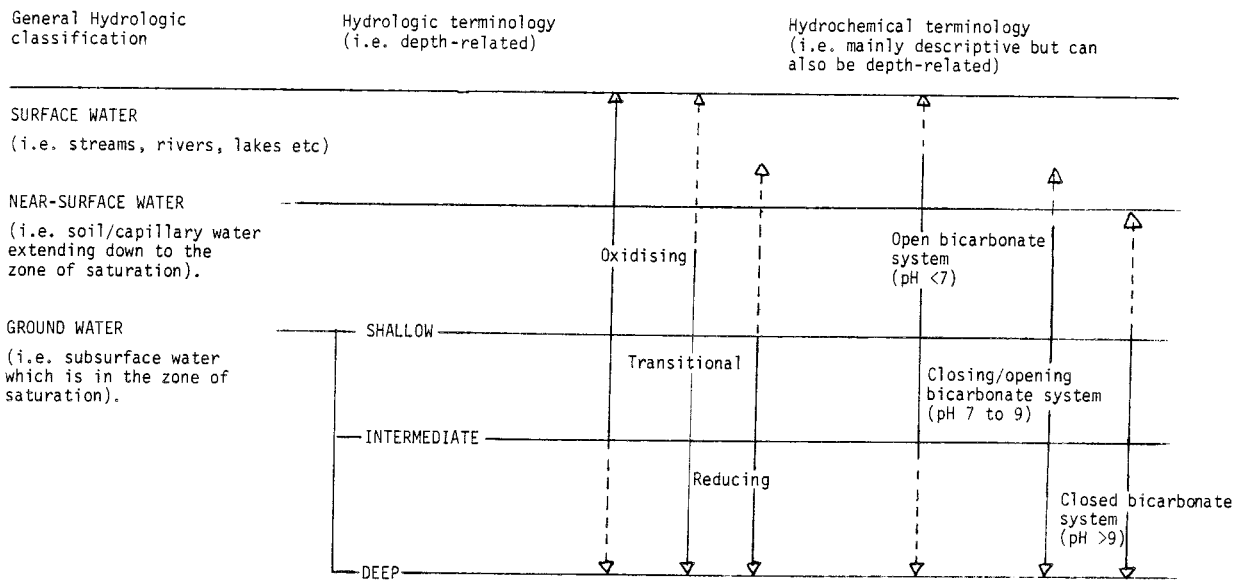 General Hydrologic
classification
Hydrologic terminology
(i.e. depth-related)
Hydrochemical terminology
(i.e. mainly descriptive but can
also be depth-related)
SURFACE WATER
(i.e. streams, rivers, lakes etc)
NEAR-SURFACE WATER
(i.e. soil/capillary water
extending down to the
zone of saturation).
Oxidising
Open bicarbonate
system
(pH <7)
GROUND WATER
(i.e. subsurface water
which is in the zone of
saturation).
SHALLOW
Transitional
Closing/opening
bicarbonate system
(pH 7 to 9)
INTERMEDIATE
Reducing
Closed bicarbonate
system
(pH >9)
DEEP